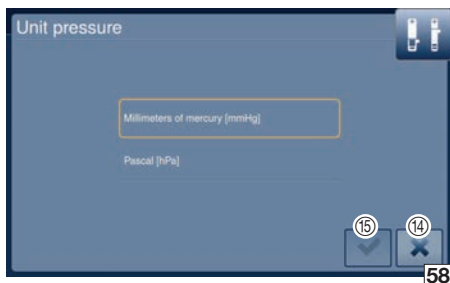 Unit pressure
Millimeters of mercury [mmHg]
Pascal [hPa]
⑮ ⑭
58